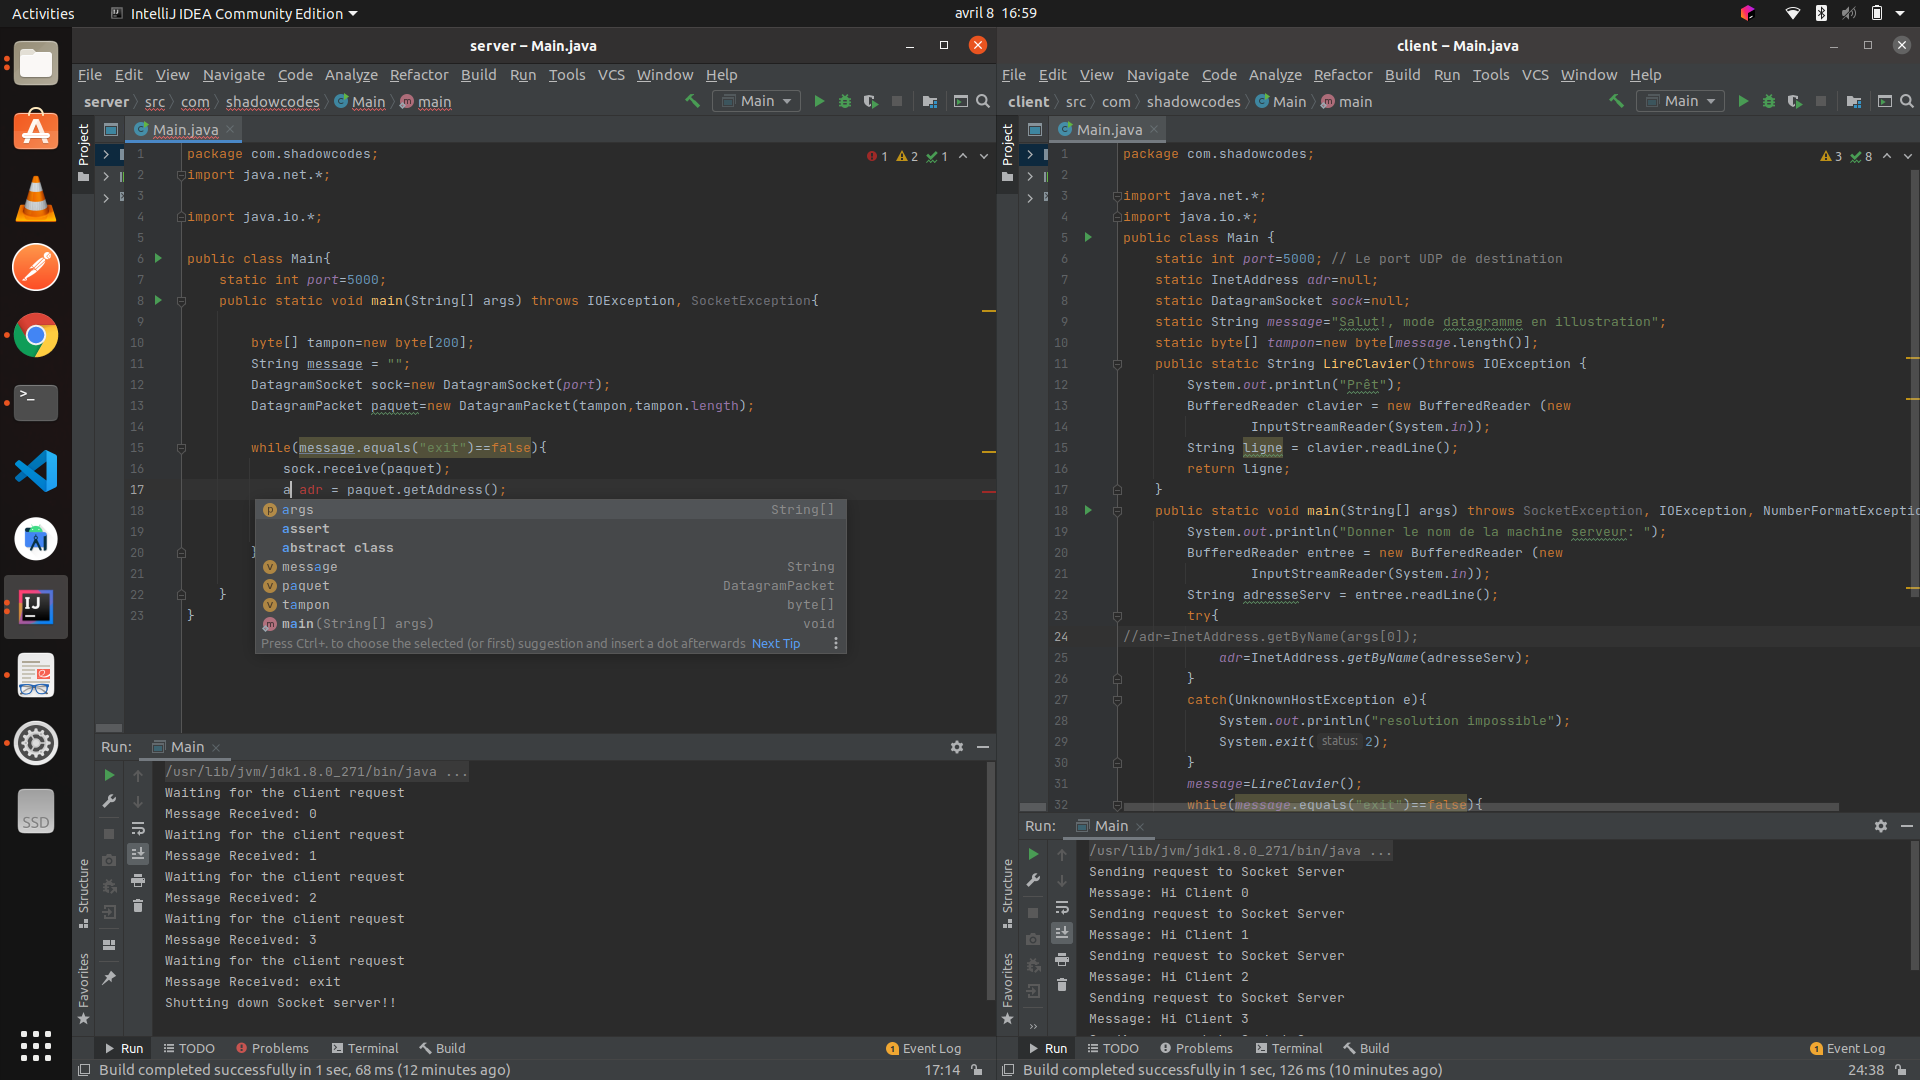 Activities
IntelliJ IDEA Community Edition
avril 8 16:59
server – Main.java
File Edit View Navigate Code Analyze Refactor Build Run Tools VCS Window Help
server src com shadowcodes Main main
Main
Project
Main.java
1 package com.shadowcodes;
1 2 1
2 import java.net.*;
3
4 import java.io.*;
5
6 public class Main{
7 static int port=5000;
8 public static void main(String[] args) throws IOException, SocketException{
9
10 byte[] tampon=new byte[200];
11 String message = "";
12 DatagramSocket sock=new DatagramSocket(port);
13 DatagramPacket paquet=new DatagramPacket(tampon,tampon.length);
14
15 while(message.equals("exit")==false){
16 sock.receive(paquet);
17 a adr = paquet.getAddress();
18
19
20 }
21
22 }
23 }
args String[]
assert
abstract class
message String
paquet DatagramPacket
tampon byte[]
main(String[] args) void
Press Ctrl+. to choose the selected (or first) suggestion and insert a dot afterwards Next Tip
Run: Main
/usr/lib/jvm/jdk1.8.0_271/bin/java ...
Waiting for the client request
Message Received: 0
Waiting for the client request
Message Received: 1
Waiting for the client request
Message Received: 2
Waiting for the client request
Message Received: 3
Waiting for the client request
Message Received: exit
Shutting down Socket server!!
Structure
Favorites
Run TODO Problems Terminal Build
1 Event Log
Build completed successfully in 1 sec, 68 ms (12 minutes ago)
17:14
client – Main.java
File Edit View Navigate Code Analyze Refactor Build Run Tools VCS Window Help
client src com shadowcodes Main main
Main
Project
Main.java
1 package com.shadowcodes;
3 8
2
3 import java.net.*;
4 import java.io.*;
5 public class Main {
6 static int port=5000; // Le port UDP de destination
7 static InetAddress adr=null;
8 static DatagramSocket sock=null;
9 static String message="Salut!, mode datagramme en illustration";
10 static byte[] tampon=new byte[message.length()];
11 public static String LireClavier()throws IOException {
12 System.out.println("Prêt");
13 BufferedReader clavier = new BufferedReader (new
14 InputStreamReader(System.in));
15 String ligne = clavier.readLine();
16 return ligne;
17 }
18 public static void main(String[] args) throws SocketException, IOException, NumberFormatExceptio
19 System.out.println("Donner le nom de la machine serveur: ");
20 BufferedReader entree = new BufferedReader (new
21 InputStreamReader(System.in));
22 String adresseServ = entree.readLine();
23 try{
24 //adr=InetAddress.getByName(args[0]);
25 adr=InetAddress.getByName(adresseServ);
26 }
27 catch(UnknownHostException e){
28 System.out.println("resolution impossible");
29 System.exit( status: 2);
30 }
31 message=LireClavier();
32 while(message.equals("exit")==false){
Run: Main
/usr/lib/jvm/jdk1.8.0_271/bin/java ...
Sending request to Socket Server
Message: Hi Client 0
Sending request to Socket Server
Message: Hi Client 1
Sending request to Socket Server
Message: Hi Client 2
Sending request to Socket Server
Message: Hi Client 3
Structure
Favorites
Run TODO Problems Terminal Build
1 Event Log
Build completed successfully in 1 sec, 126 ms (10 minutes ago)
24:38
IJ
SSD